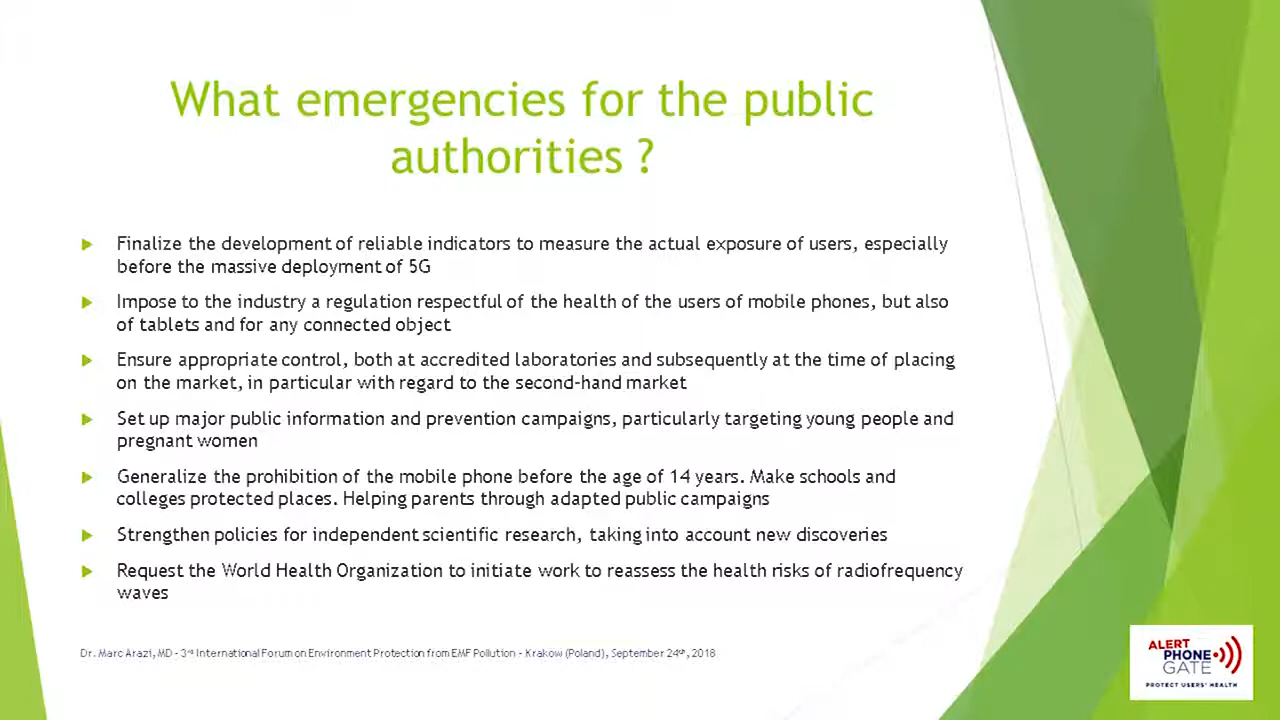 What emergencies for the public
authorities ?
Finalize the development of reliable indicators to measure the actual exposure of users, especially
before the massive deployment of 5G
Impose to the industry a regulation respectful of the health of the users of mobile phones, but also
of tablets and for any connected object
Ensure appropriate control, both at accredited laboratories and subsequently at the time of placing
on the market, in particular with regard to the second-hand market
Set up major public information and prevention campaigns, particularly targeting young people and
pregnant women
Generalize the prohibition of the mobile phone before the age of 14 years. Make schools and
colleges protected places. Helping parents through adapted public campaigns
Strengthen policies for independent scientific research, taking into account new discoveries
Request the World Health Organization to initiate work to reassess the health risks of radiofrequency
waves
Dr. Marc Arazi, MD - 3rd International Forum on Environment Protection from EMF Pollution - Krakow (Poland), September 24th, 2018
ALERT
PHONE
GATE
PROTECT USERS' HEALTH